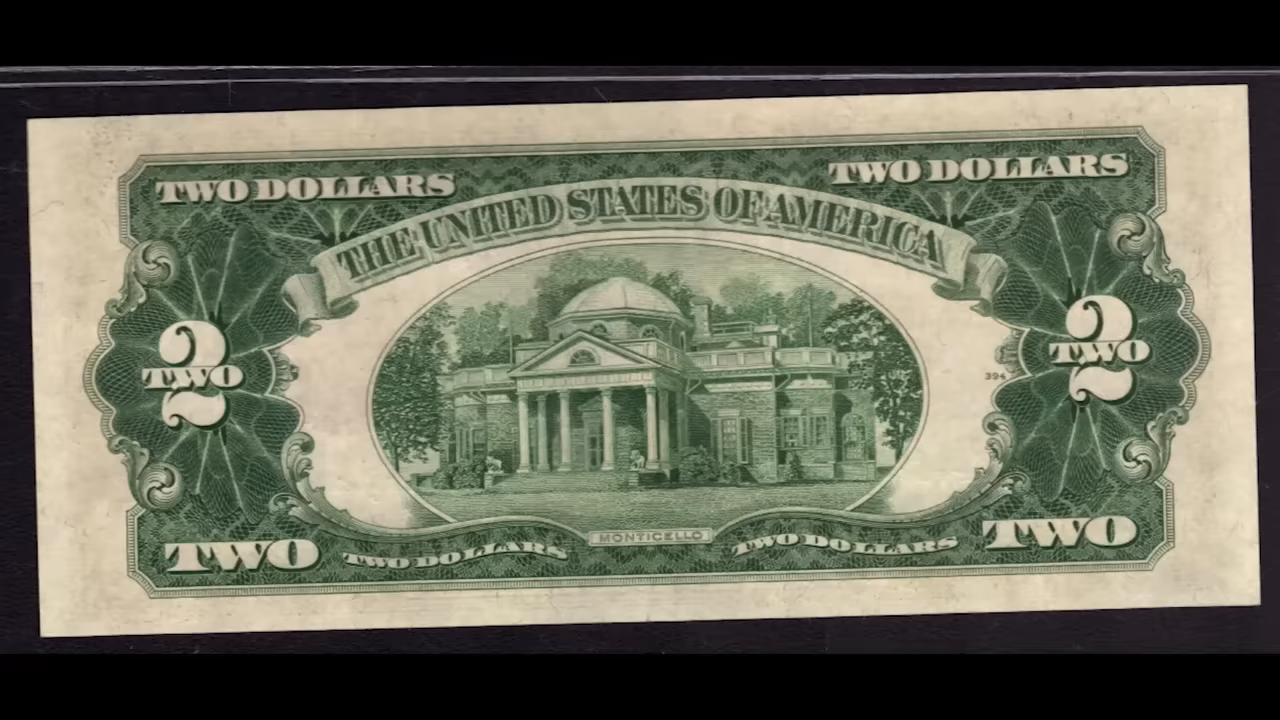 TWO DOLLARS
TWO DOLLARS
THE UNITED STATES OF AMERICA
2
TWO
2
TWO
394
MONTICELLO
TWO
TWO DOLLARS
TWO DOLLARS
TWO